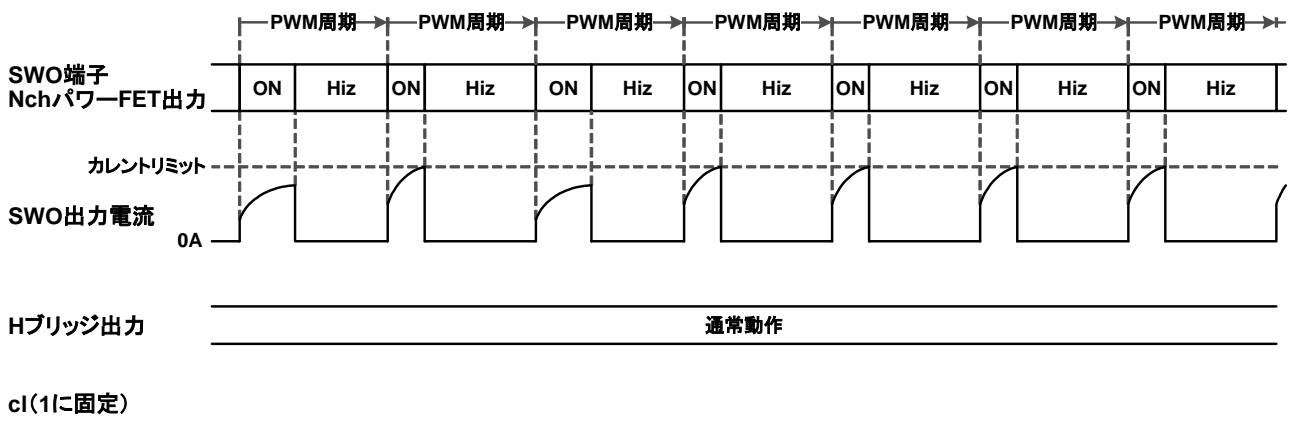 PWM周期 PWM周期 PWM周期 PWM周期 PWM周期 PWM周期 PWM周期
SWO端子
NchパワーFET出力
ON Hiz ON Hiz ON Hiz ON Hiz ON Hiz ON Hiz ON Hiz
カレントリミット
SWO出力電流
0A
Hブリッジ出力
通常動作
cl(1に固定)